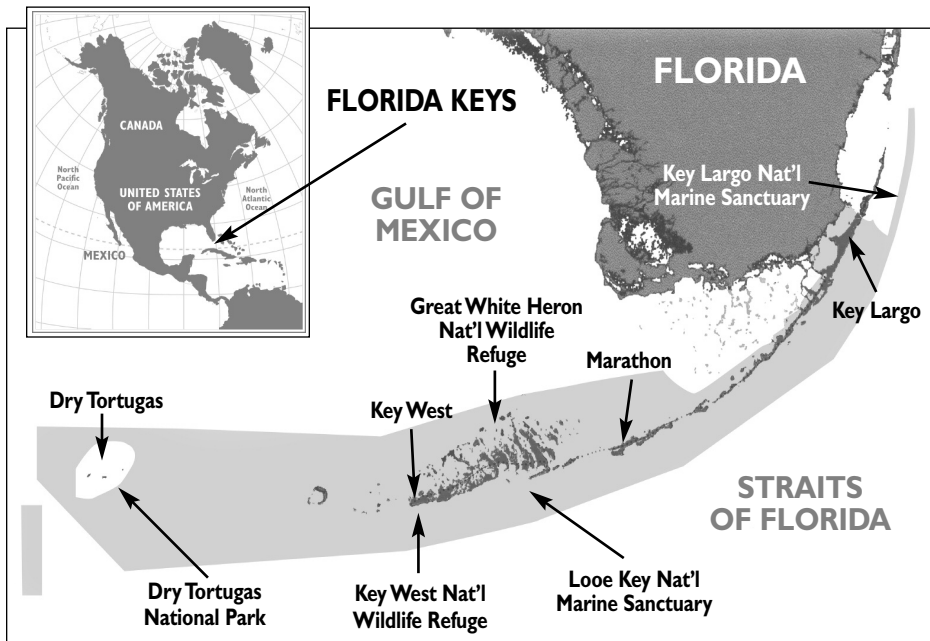 CANADA
North
Pacific
Ocean
UNITED STATES
OF AMERICA
North
Atlantic
Ocean
MEXICO
FLORIDA KEYS
FLORIDA
GULF OF
MEXICO
Key Largo Nat'l
Marine Sanctuary
Key Largo
Great White Heron
Nat'l Wildlife
Refuge
Marathon
Dry Tortugas
Key West
STRAITS
OF FLORIDA
Dry Tortugas
National Park
Key West Nat'l
Wildlife Refuge
Looe Key Nat'l
Marine Sanctuary